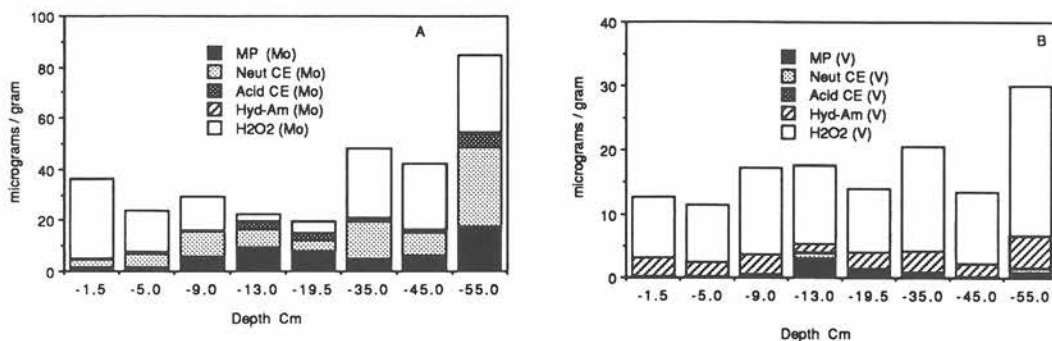 A
100
80
60
40
20
0
micrograms / gram
MP (Mo)
Neut CE (Mo)
Acid CE (Mo)
Hyd-Am (Mo)
H2O2 (Mo)
-1.5 -5.0 -9.0 -13.0 -19.5 -35.0 -45.0 -55.0
Depth Cm
B
40
30
20
10
0
micrograms / gram
MP (V)
Neut CE (V)
Acid CE (V)
Hyd-Am (V)
H2O2 (V)
-1.5 -5.0 -9.0 -13.0 -19.5 -35.0 -45.0 -55.0
Depth Cm